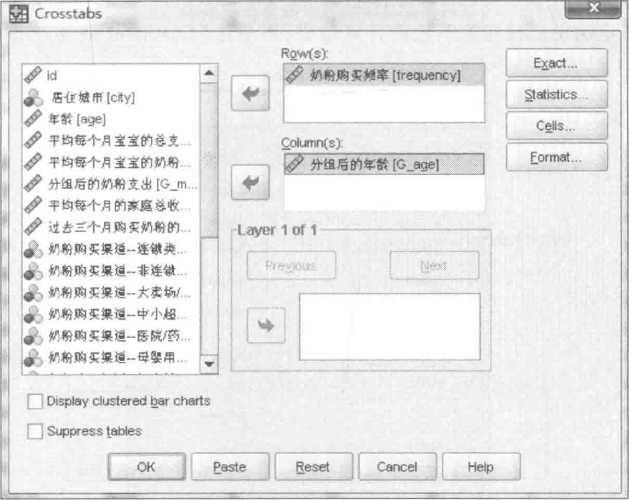 Crosstabs
id
居住城市 [city]
年龄 [age]
平均每个月宝宝的总支...
平均每个月宝宝的奶粉...
分组后的奶粉支出 [G_m...
平均每个月的家庭总收...
过去三个月购买奶粉的...
奶粉购买渠道--连锁类...
奶粉购买渠道--非连锁...
奶粉购买渠道--大卖场/...
奶粉购买渠道--中小超...
奶粉购买渠道--医院/药...
奶粉购买渠道--母婴用...
Row(s):
奶粉购买频率 [trequency]
Column(s):
分组后的年龄 [G_age]
Layer 1 of 1
Previous
Next
Exact...
Statistics...
Cells...
Format...
Display clustered bar charts
Suppress tables
OK
Paste
Reset
Cancel
Help